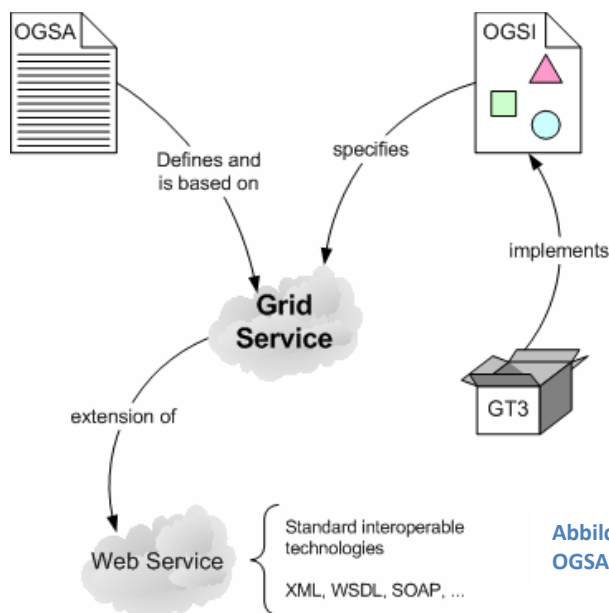 OGSA
OGSI
Defines and
is based on
specifies
implements
Grid
Service
GT3
extension of
Web Service
Standard interoperable
technologies
XML, WSDL, SOAP, ...
OGSA